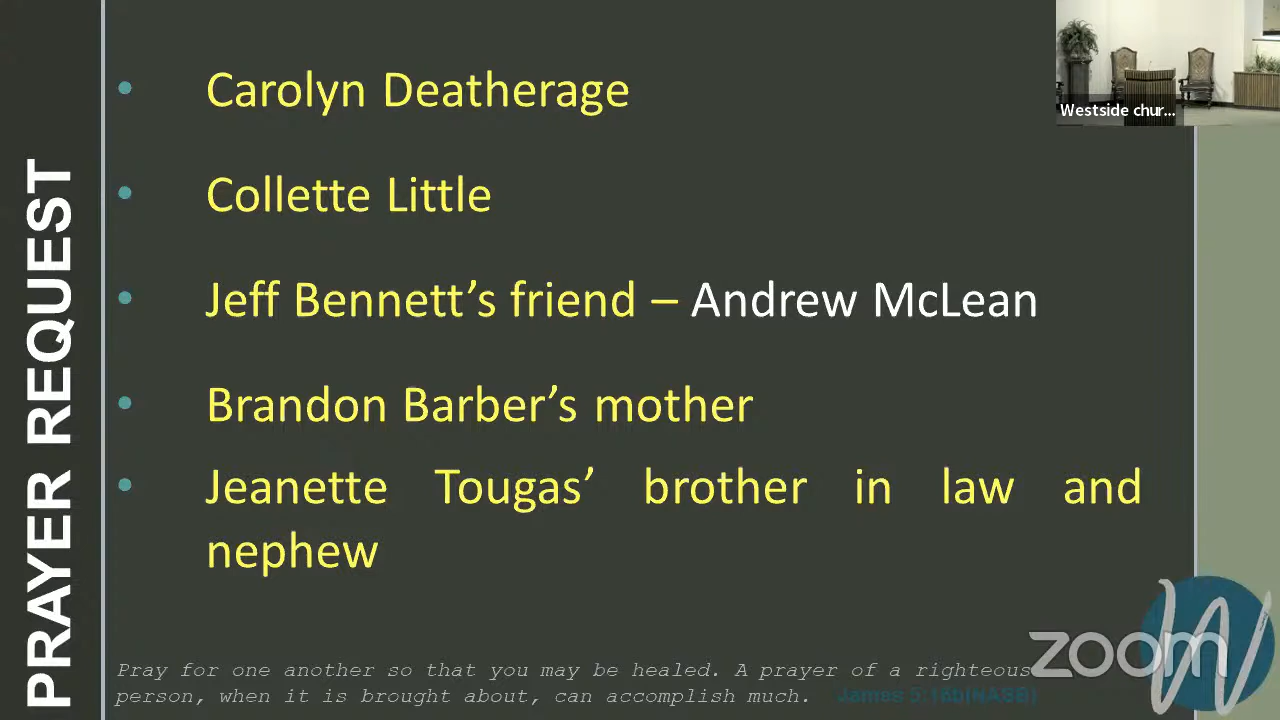 PRAYER REQUEST
• Carolyn Deatherage
• Collette Little
• Jeff Bennett’s friend – Andrew McLean
• Brandon Barber’s mother
• Jeanette Tougas’ brother in law and
nephew
Pray for one another so that you may be healed. A prayer of a righteous
person, when it is brought about, can accomplish much. James 5:16b(NASB)
Westside chur...
zoom
W